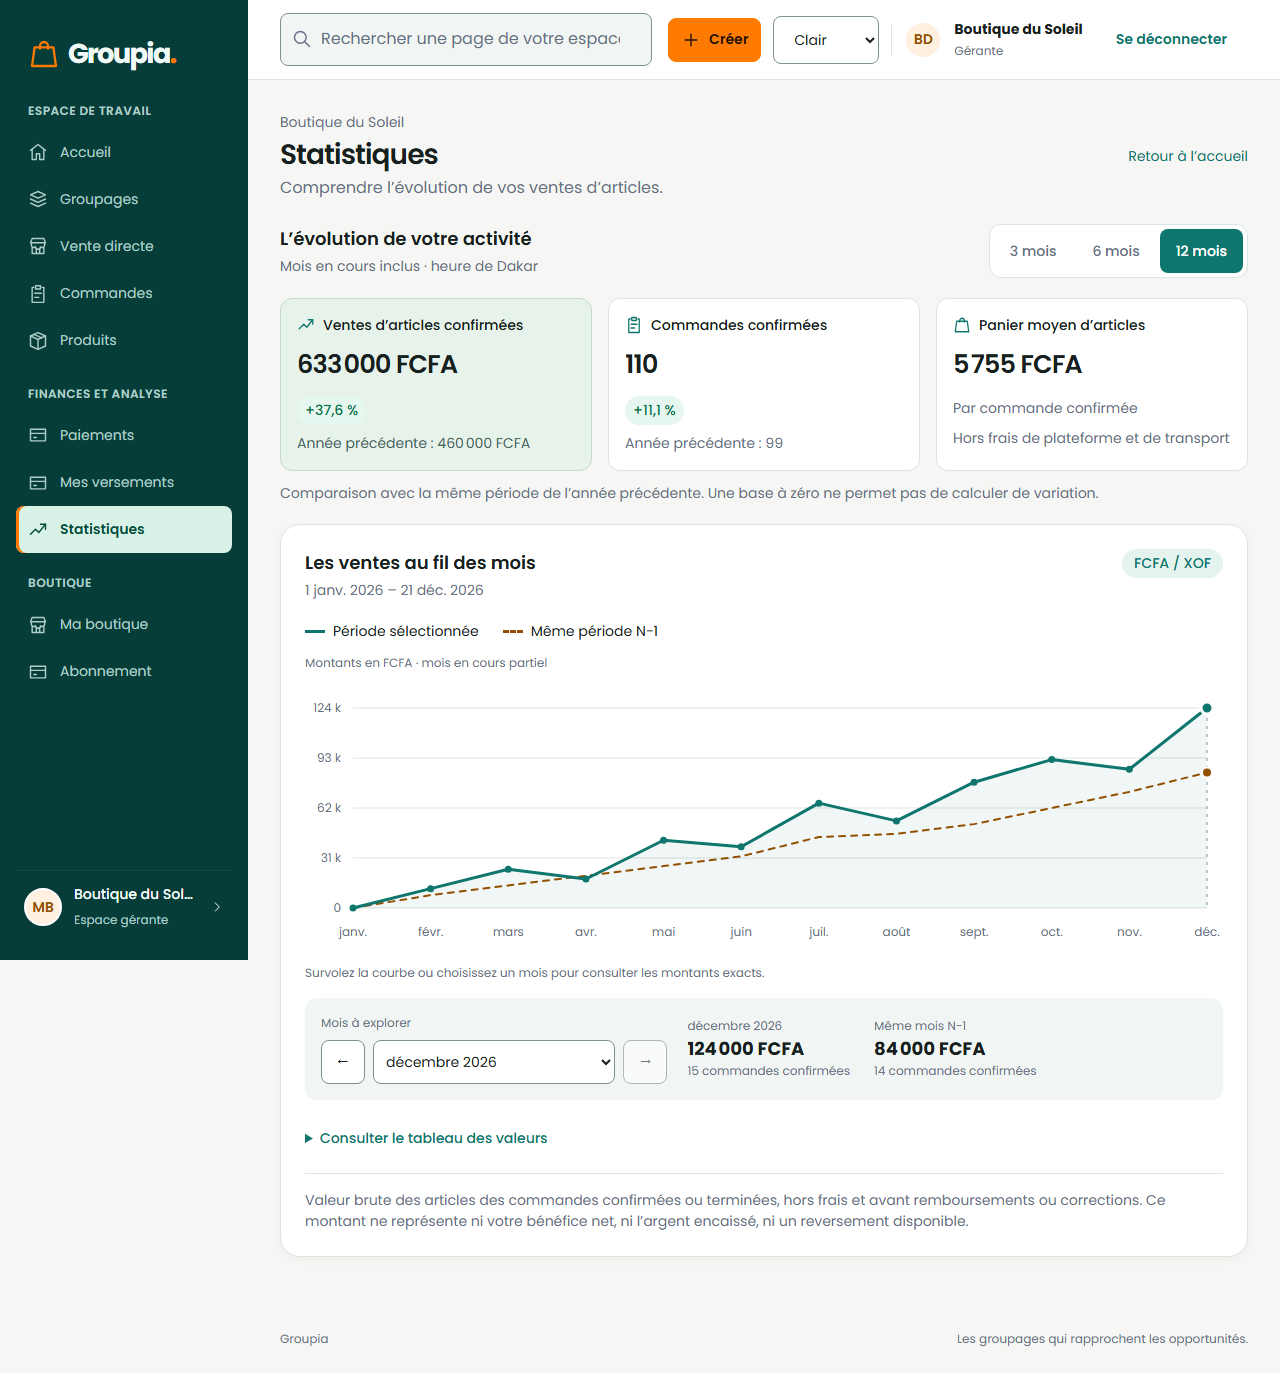 Groupia.
ESPACE DE TRAVAIL
Accueil
Groupages
Vente directe
Commandes
Produits
FINANCES ET ANALYSE
Paiements
Mes versements
Statistiques
BOUTIQUE
Ma boutique
Abonnement
MB
Boutique du Sol...
Espace gérante
Rechercher une page de votre espac
Créer
Clair
BD
Boutique du Soleil
Gérante
Se déconnecter
Boutique du Soleil
Statistiques
Comprendre l’évolution de vos ventes d’articles.
Retour à l’accueil
L’évolution de votre activité
Mois en cours inclus · heure de Dakar
3 mois
6 mois
12 mois
Ventes d’articles confirmées
633 000 FCFA
+37,6 %
Année précédente : 460 000 FCFA
Commandes confirmées
110
+11,1 %
Année précédente : 99
Panier moyen d’articles
5 755 FCFA
Par commande confirmée
Hors frais de plateforme et de transport
Comparaison avec la même période de l’année précédente. Une base à zéro ne permet pas de calculer de variation.
Les ventes au fil des mois
1 janv. 2026 – 21 déc. 2026
FCFA / XOF
Période sélectionnée
Même période N-1
Montants en FCFA · mois en cours partiel
124 k
93 k
62 k
31 k
0
janv.
févr.
mars
avr.
mai
juin
juil.
août
sept.
oct.
nov.
déc.
Survolez la courbe ou choisissez un mois pour consulter les montants exacts.
Mois à explorer
←
décembre 2026
→
décembre 2026
124 000 FCFA
15 commandes confirmées
Même mois N-1
84 000 FCFA
14 commandes confirmées
Consulter le tableau des valeurs
Valeur brute des articles des commandes confirmées ou terminées, hors frais et avant remboursements ou corrections. Ce
montant ne représente ni votre bénéfice net, ni l’argent encaissé, ni un reversement disponible.
Groupia
Les groupages qui rapprochent les opportunités.